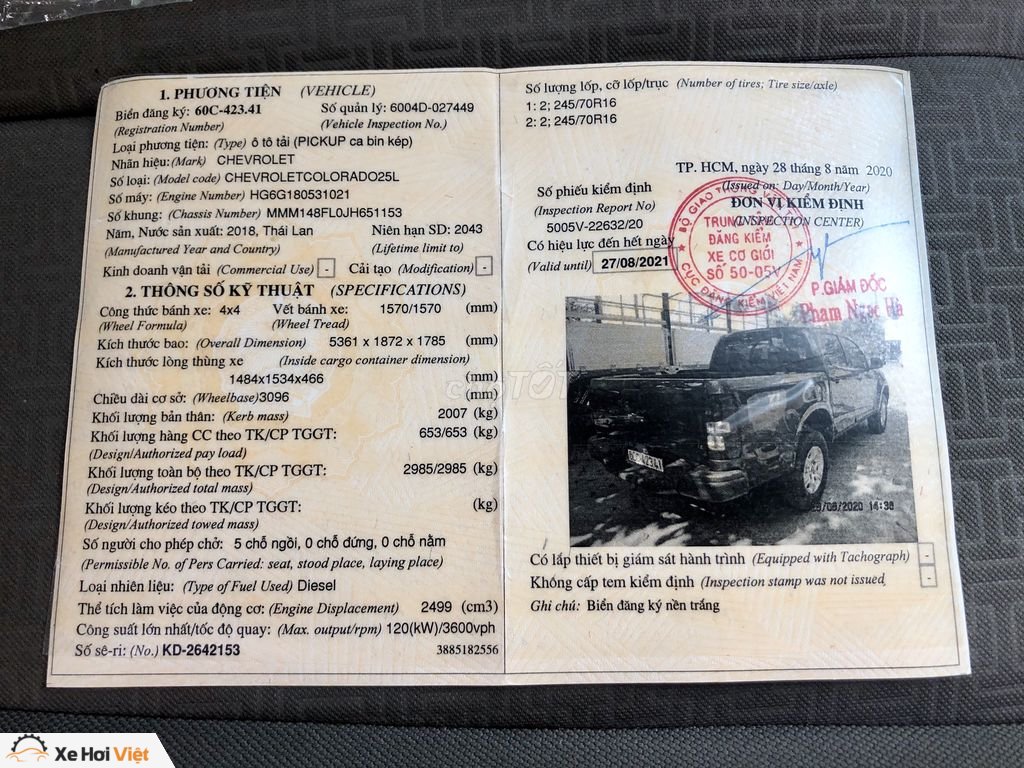 1. PHƯƠNG TIỆN (VEHICLE)
Biển đăng ký: 60C-423.41 Số quản lý: 6004D-027449
(Registration Number) (Vehicle Inspection No.)
Loại phương tiện: (Type) ô tô tải (PICKUP ca bin kép)
Nhãn hiệu: (Mark) CHEVROLET
Số loại: (Model code) CHEVROLETCOLORADO25L
Số máy: (Engine Number) HG6G180531021
Số khung: (Chassis Number) MMM148FL0JH651153
Năm, Nước sản xuất: 2018, Thái Lan Niên hạn SD: 2043
(Manufactured Year and Country) (Lifetime limit to)
Kinh doanh vận tải (Commercial Use) - Cải tạo (Modification) -
2. THÔNG SỐ KỸ THUẬT (SPECIFICATIONS)
Công thức bánh xe: 4x4 Vết bánh xe: 1570/1570 (mm)
(Wheel Formula) (Wheel Tread)
Kích thước bao: (Overall Dimension) 5361 x 1872 x 1785 (mm)
Kích thước lòng thùng xe (Inside cargo container dimension)
1484x1534x466 (mm)
Chiều dài cơ sở: (Wheelbase)3096 (mm)
Khối lượng bản thân: (Kerb mass) 2007 (kg)
Khối lượng hàng CC theo TK/CP TGGT: 653/653 (kg)
(Design/Authorized pay load)
Khối lượng toàn bộ theo TK/CP TGGT: 2985/2985 (kg)
(Design/Authorized total mass)
Khối lượng kéo theo TK/CP TGGT: (kg)
(Design/Authorized towed mass)
Số người cho phép chở: 5 chỗ ngồi, 0 chỗ đứng, 0 chỗ nằm
(Permissible No. of Pers Carried: seat, stood place, laying place)
Loại nhiên liệu: (Type of Fuel Used) Diesel
Thể tích làm việc của động cơ: (Engine Displacement) 2499 (cm3)
Công suất lớn nhất/tốc độ quay: (Max. output/rpm) 120(kW)/3600vph
Số sê-ri: (No.) KD-2642153 3885182556
Số lượng lốp, cỡ lốp/trục (Number of tires; Tire size/axle)
1: 2; 245/70R16
2: 2; 245/70R16
TP. HCM, ngày 28 tháng 8 năm 2020
(Issued on: Day/Month/Year)
Số phiếu kiểm định ĐƠN VỊ KIỂM ĐỊNH
(Inspection Report No) (INSPECTION CENTER)
5005V-22632/20
Có hiệu lực đến hết ngày
(Valid until) 27/08/2021
BỘ GIAO THÔNG VẬN TẢI
TRUNG TÂM
ĐĂNG KIỂM
XE CƠ GIỚI
SỐ 50-05V
CỤC ĐĂNG KIỂM VIỆT NAM
P.GIÁM ĐỐC
Phạm Ngọc Hà
chợTỐT
60C 42341
28/08/2020 14:38
Có lắp thiết bị giám sát hành trình (Equipped with Tachograph) -
Không cấp tem kiểm định (Inspection stamp was not issued -
Ghi chú: Biển đăng ký nền trắng
Xe Hơi Việt